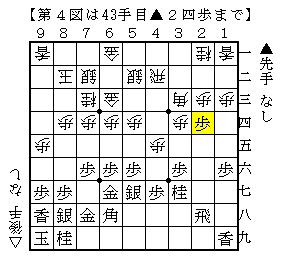 【第４図は43手目▲２四歩まで】
９ ８ ７ ６ ５ ４ ３ ２ １
香 金 桂 香 一
玉 銀 銀 飛 二
桂 金 角 歩 歩 三
歩 歩 歩 歩 歩 歩 四
歩 歩 五
歩 歩 歩 歩 歩 六
歩 歩 金 銀 歩 桂 七
香 銀 金 角 飛 八
玉 桂 香 九
▲先手 なし
△後手 なし